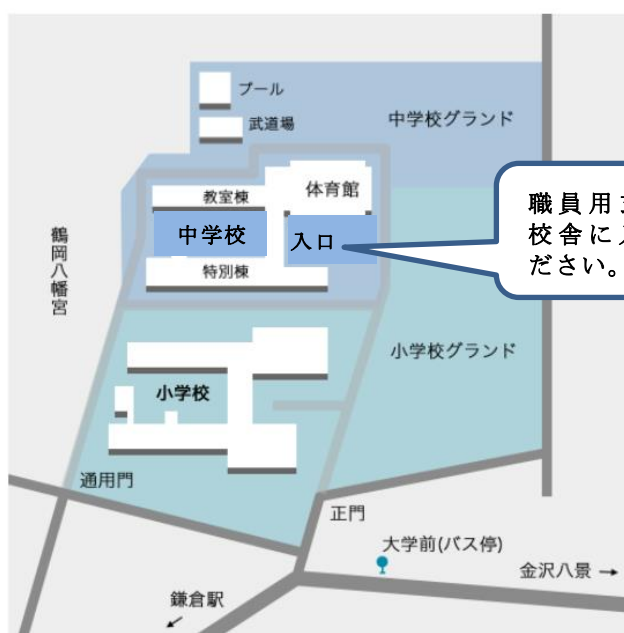 プール
武道場
中学校グランド
教室棟
体育館
職員用
校舎に
ださい。
中学校
入口
特別棟
鶴岡八幡宮
小学校グランド
小学校
通用門
正門
大学前(バス停)
金沢八景 →
鎌倉駅